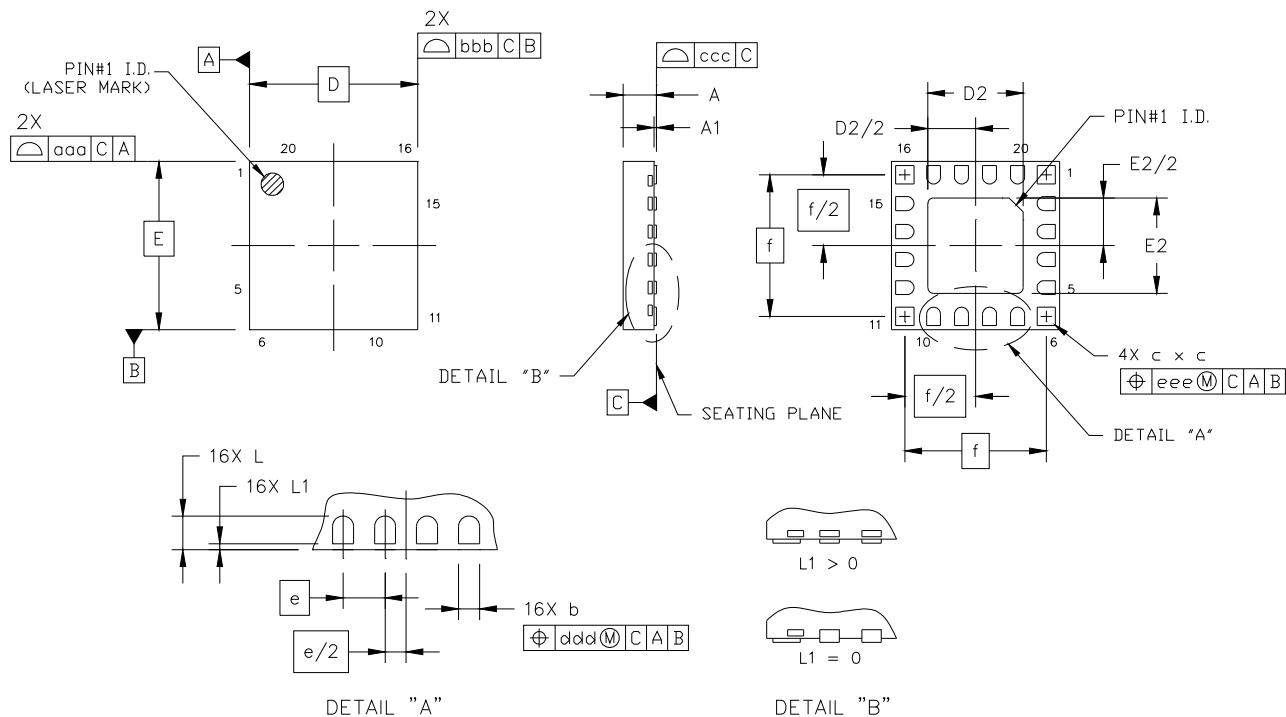 2X
⌓ bbb C B
A
D
PIN#1 I.D.
(LASER MARK)
2X
⌓ aaa C A
20
16
1
15
E
5
11
6
10
B
⌓ ccc C
A
A1
DETAIL "B"
C
SEATING PLANE
D2
D2/2
PIN#1 I.D.
16
20
1
E2/2
f/2
15
f
E2
5
11
10
6
4X c x c
⌖ eee Ⓜ C A B
f/2
f
DETAIL "A"
16X L
16X L1
e
16X b
⌖ ddd Ⓜ C A B
e/2
DETAIL "A"
L1 > 0
L1 = 0
DETAIL "B"